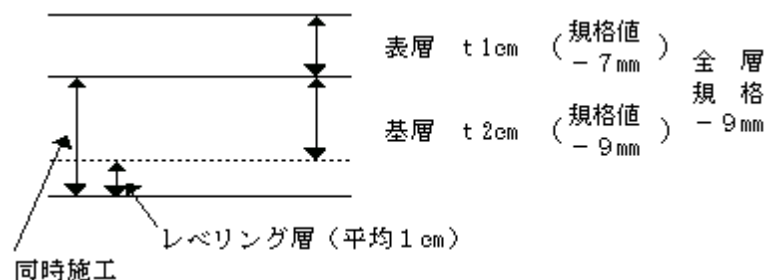 表層 t1cm (規格値 -7mm)
基層 t2cm (規格値 -9mm)
全層規格 -9mm
レベリング層(平均1cm)
同時施工